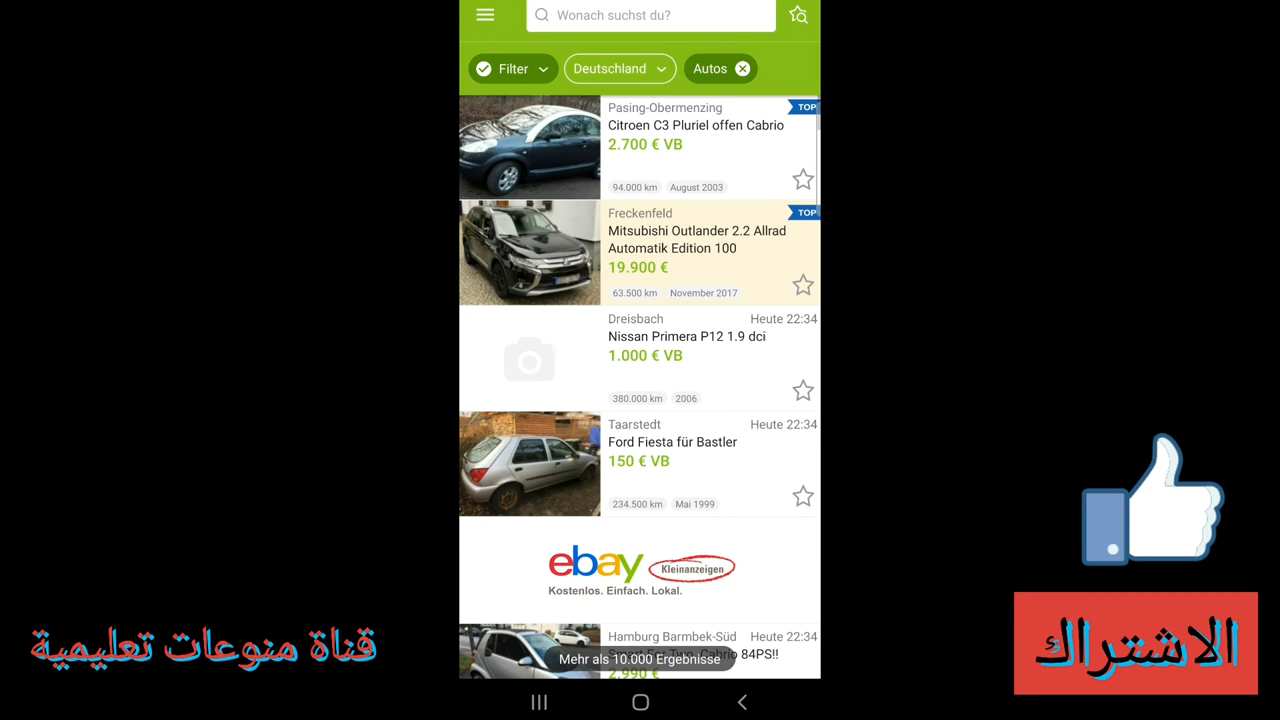 Wonach suchst du?
Filter
Deutschland
Autos
Pasing-Obermenzing
TOP
Citroen C3 Pluriel offen Cabrio
2.700 € VB
94.000 km August 2003
Freckenfeld
TOP
Mitsubishi Outlander 2.2 Allrad
Automatik Edition 100
19.900 €
63.500 km November 2017
Dreisbach Heute 22:34
Nissan Primera P12 1.9 dci
1.000 € VB
380.000 km 2006
Taarstedt Heute 22:34
Ford Fiesta für Bastler
150 € VB
234.500 km Mai 1999
ebay Kleinanzeigen
Kostenlos. Einfach. Lokal.
Hamburg Barmbek-Süd Heute 22:34
Cabrio 84PS!!
Mehr als 10.000 Ergebnisse
2.990 €
قناة منوعات تعليمية
الاشتراك